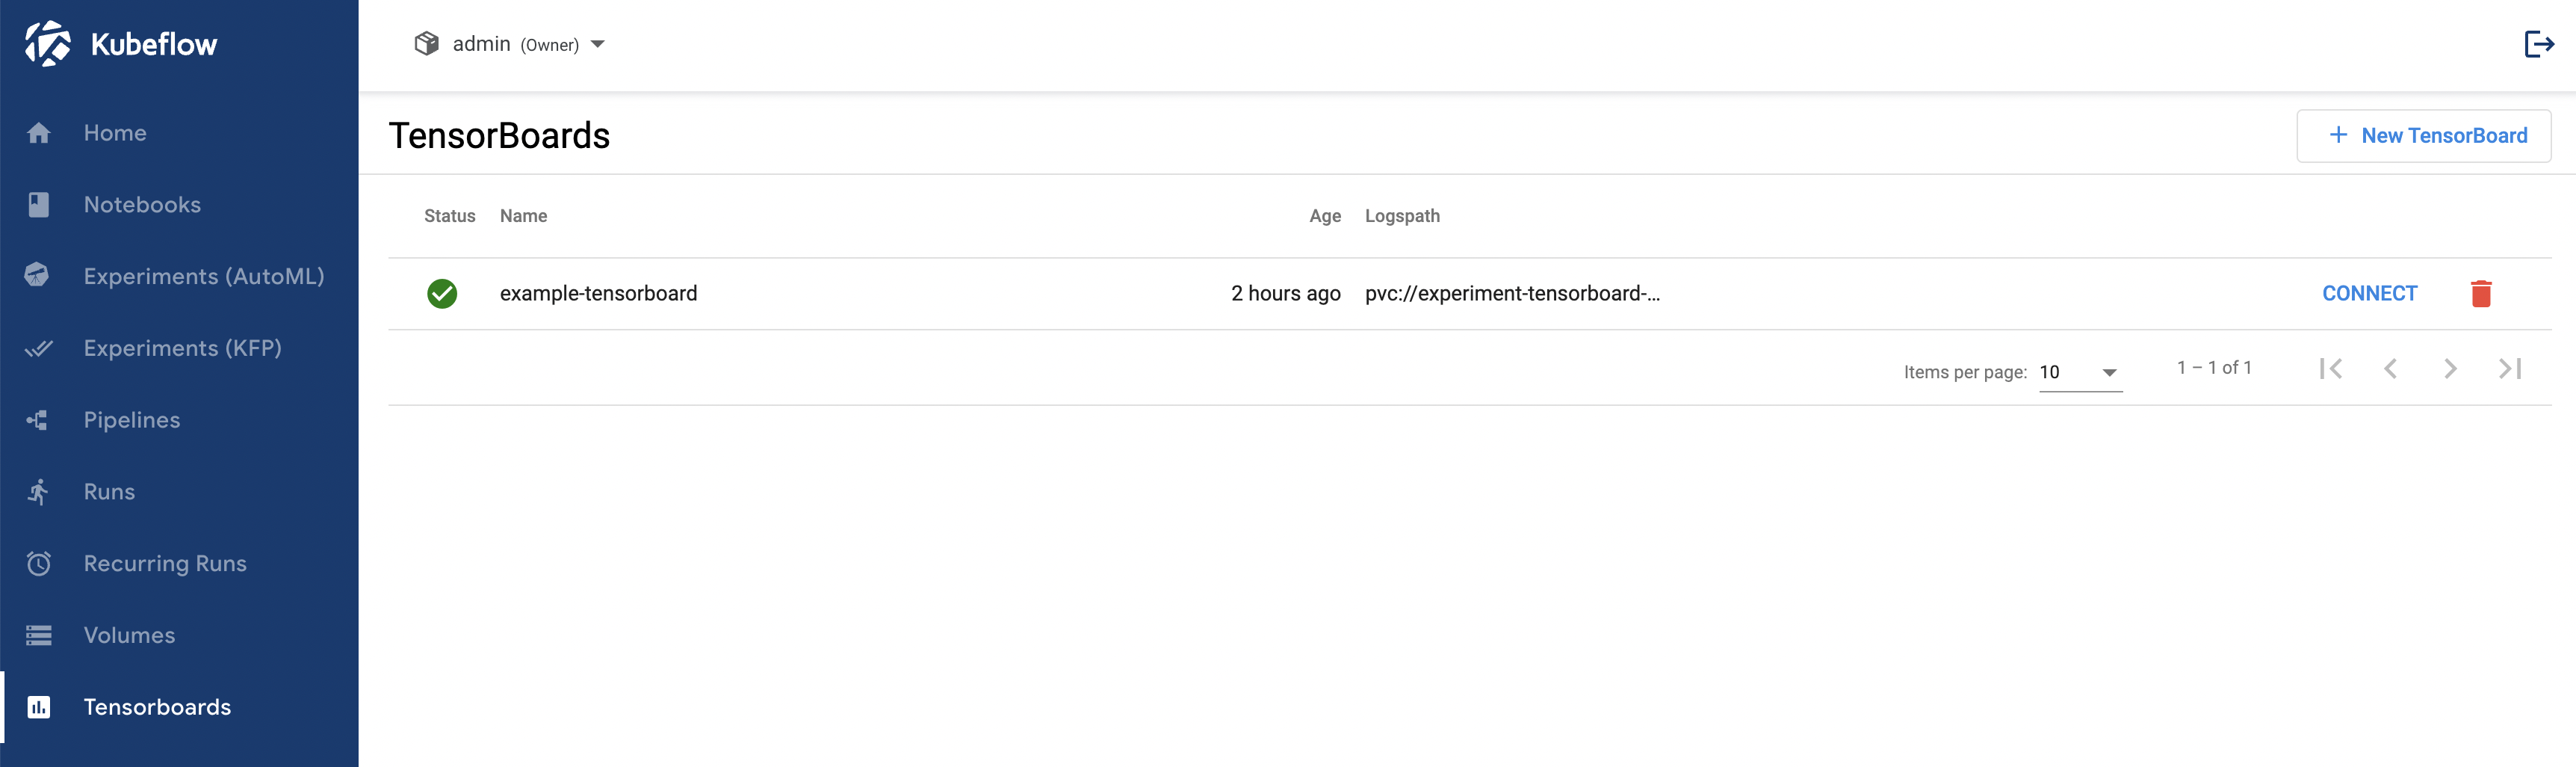 Kubeflow
Home
Notebooks
Experiments (AutoML)
Experiments (KFP)
Pipelines
Runs
Recurring Runs
Volumes
Tensorboards
admin (Owner)
TensorBoards
New TensorBoard
Status Name Age Logspath
example-tensorboard 2 hours ago pvc://experiment-tensorboard-... CONNECT
Items per page: 10 1 – 1 of 1